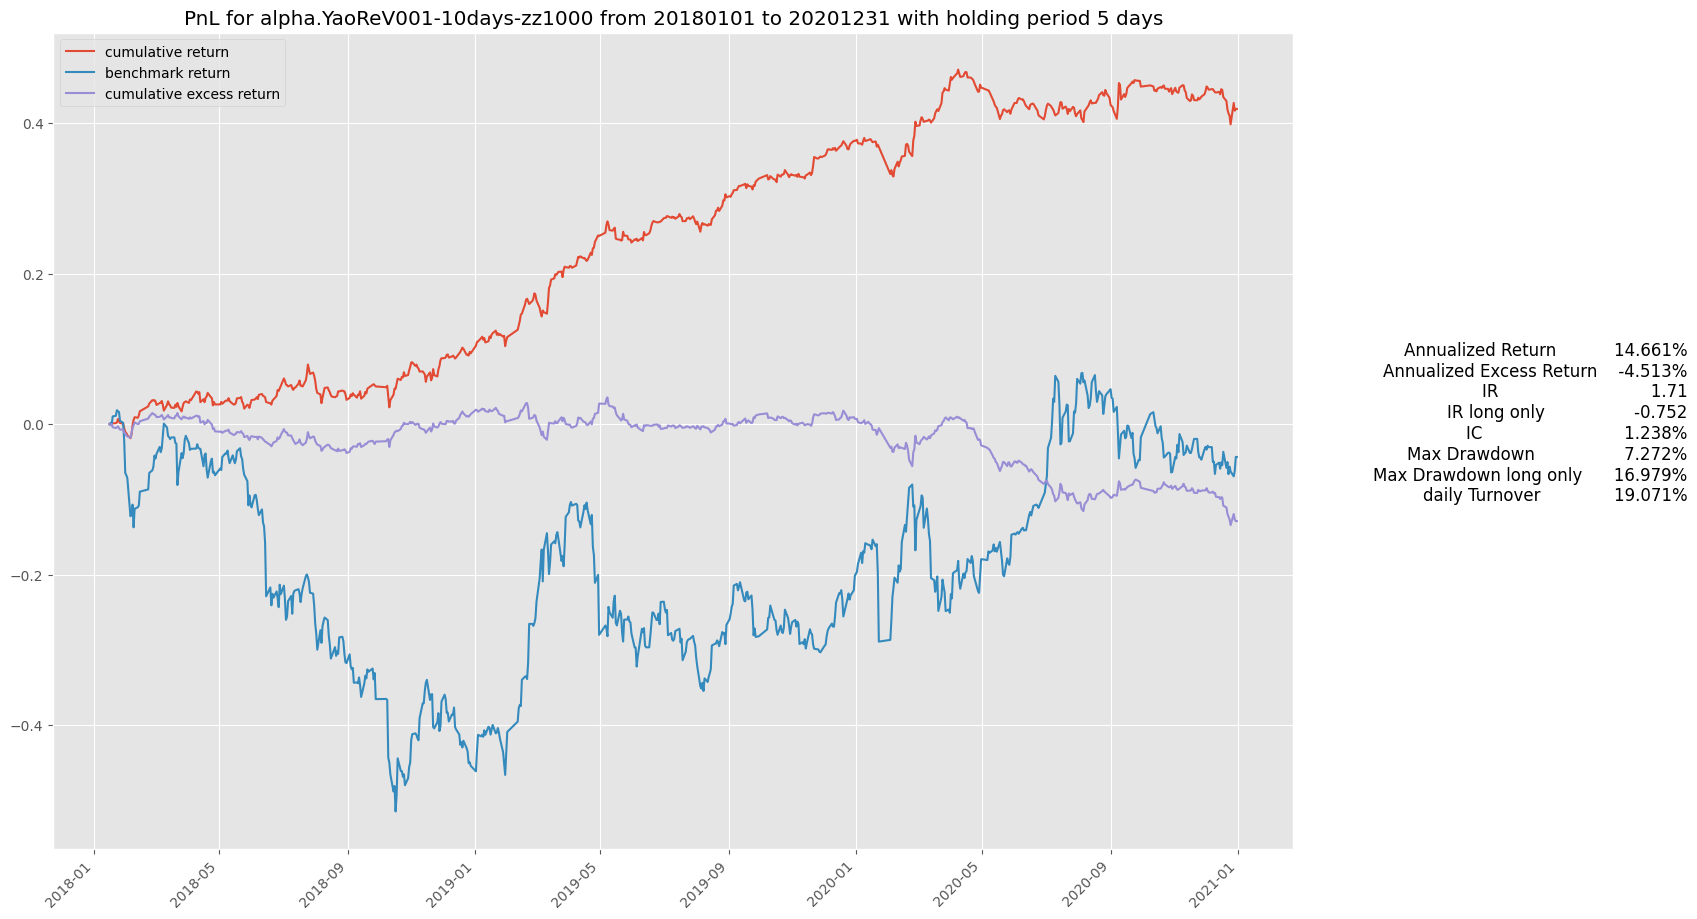 PnL for alpha.YaoReV001-10days-zz1000 from 20180101 to 20201231 with holding period 5 days
cumulative return
benchmark return
cumulative excess return
0.4
0.2
0.0
−0.2
−0.4
2018-01
2018-05
2018-09
2019-01
2019-05
2019-09
2020-01
2020-05
2020-09
2021-01
Annualized Return 14.661%
Annualized Excess Return -4.513%
IR 1.71
IR long only -0.752
IC 1.238%
Max Drawdown 7.272%
Max Drawdown long only 16.979%
daily Turnover 19.071%